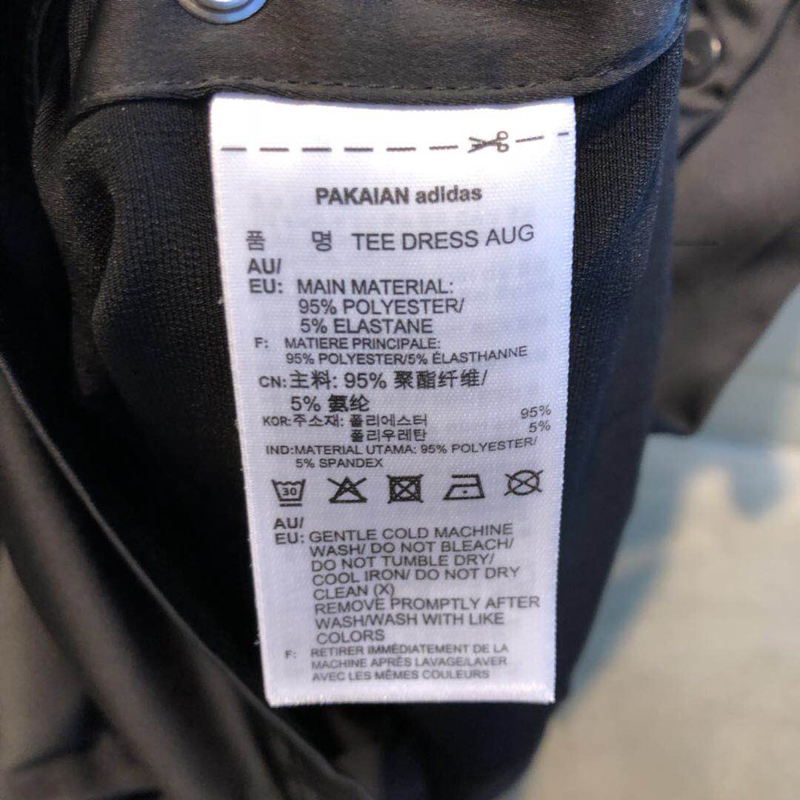 PAKAIAN adidas
품 명 TEE DRESS AUG
AU/
EU: MAIN MATERIAL:
95% POLYESTER/
5% ELASTANE
F: MATIERE PRINCIPALE:
95% POLYESTER/5% ÉLASTHANNE
CN:主料: 95% 聚酯纤维/
5% 氨纶
KOR:주소재: 폴리에스터 95%
폴리우레탄 5%
IND:MATERIAL UTAMA: 95% POLYESTER/
5% SPANDEX
30
AU/
EU: GENTLE COLD MACHINE
WASH/ DO NOT BLEACH/
DO NOT TUMBLE DRY/
COOL IRON/ DO NOT DRY
CLEAN (X)
REMOVE PROMPTLY AFTER
WASH/WASH WITH LIKE
COLORS
F: RETIRER IMMÉDIATEMENT DE LA
MACHINE APRÈS LAVAGE/LAVER
AVEC LES MÊMES COULEURS